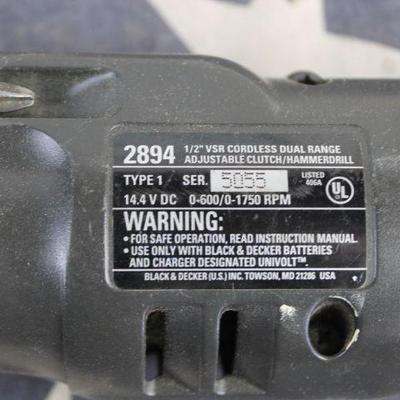 2894 1/2" VSR CORDLESS DUAL RANGE
ADJUSTABLE CLUTCH/HAMMERDRILL
TYPE 1 SER. 5055 LISTED
406A
UL
14.4 V DC 0-600/0-1750 RPM
WARNING:
• FOR SAFE OPERATION, READ INSTRUCTION MANUAL.
• USE ONLY WITH BLACK & DECKER BATTERIES
AND CHARGER DESIGNATED UNIVOLT™.
BLACK & DECKER (U.S.) INC. TOWSON, MD 21286 USA